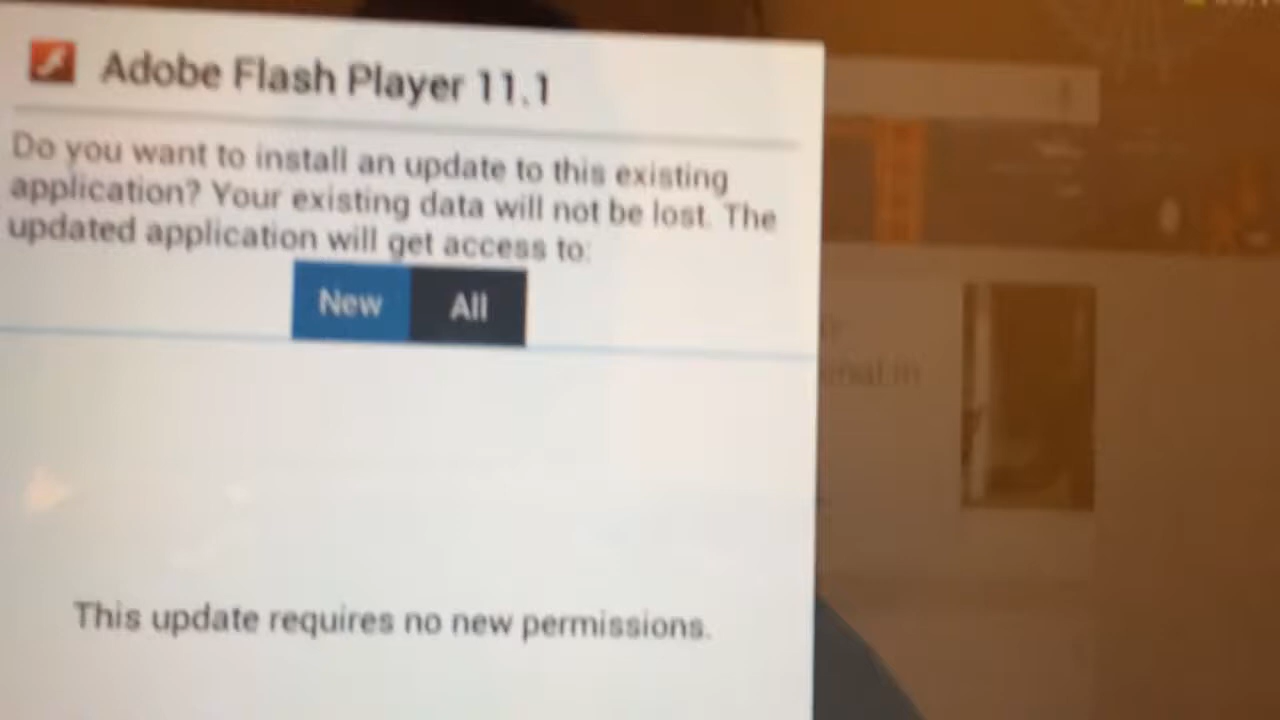 Adobe Flash Player 11.1
Do you want to install an update to this existing
application? Your existing data will not be lost. The
updated application will get access to:
New
All
This update requires no new permissions.